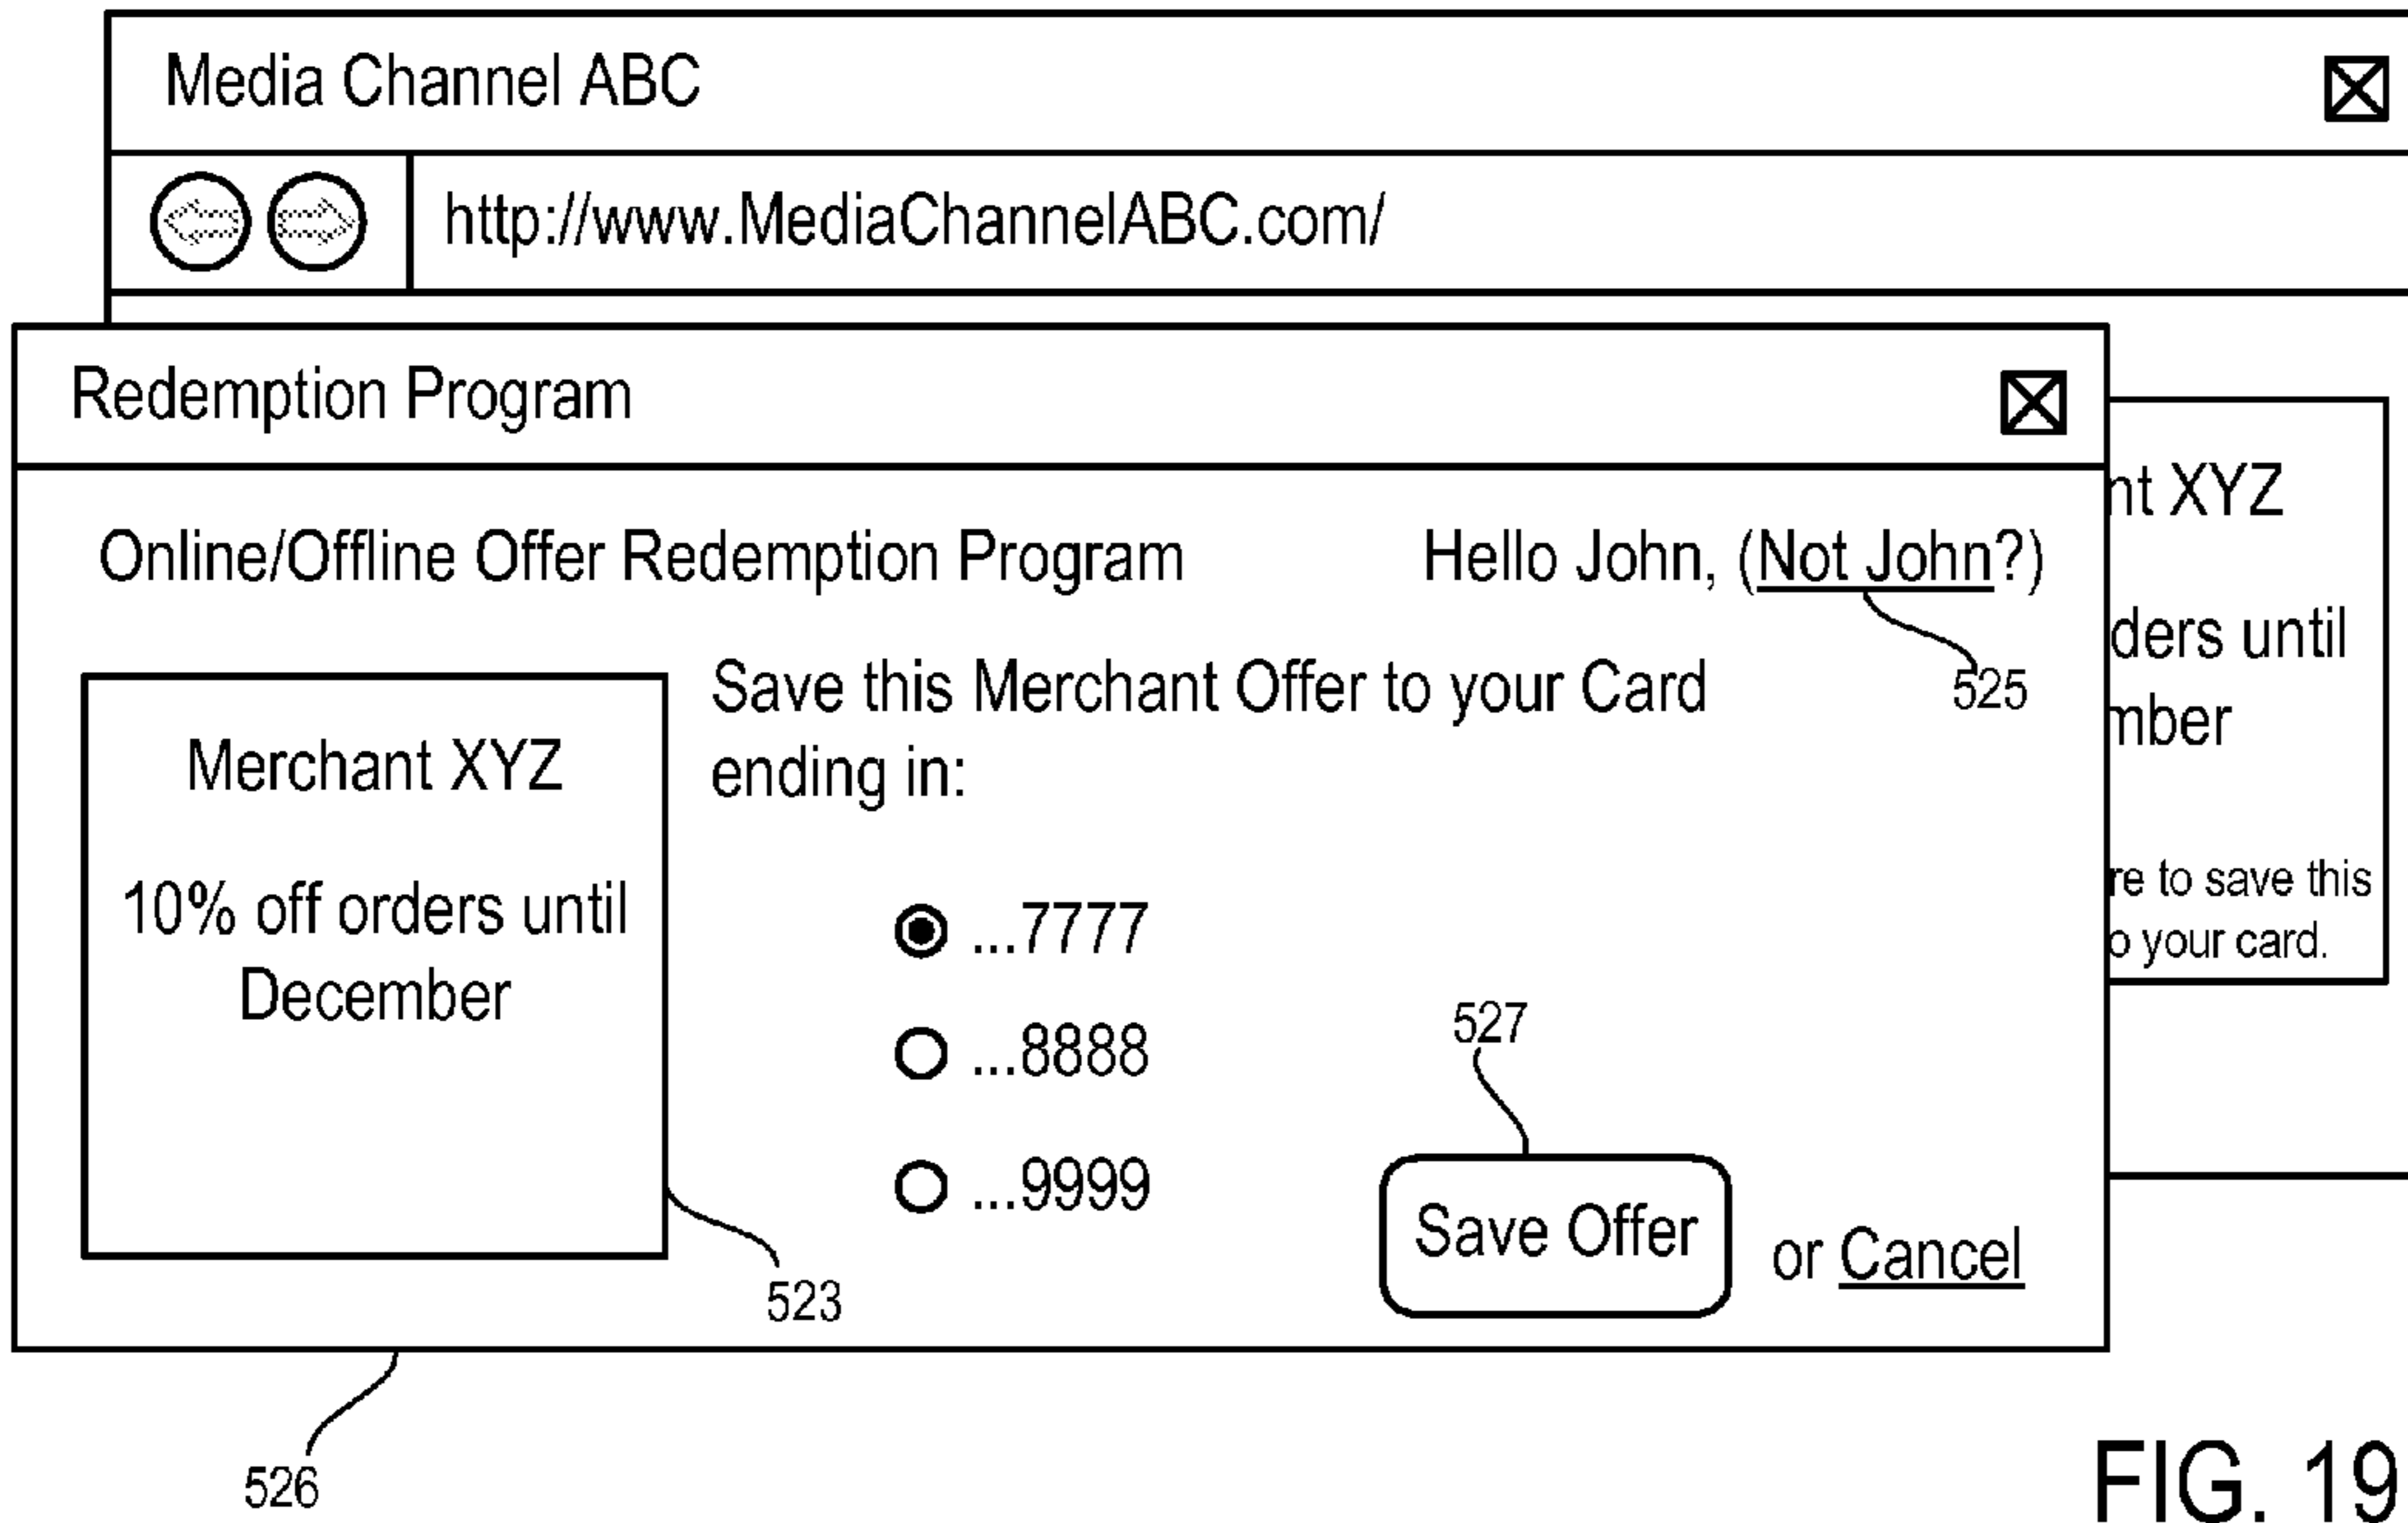 Media Channel ABC
http://www.MediaChannelABC.com/
Redemption Program
Online/Offline Offer Redemption Program
Hello John, (Not John?)
525
Save this Merchant Offer to your Card
ending in:
Merchant XYZ
10% off orders until
December
523
...7777
...8888
...9999
527
Save Offer
or Cancel
nt XYZ
ders until
mber
re to save this
o your card.
526
FIG. 19